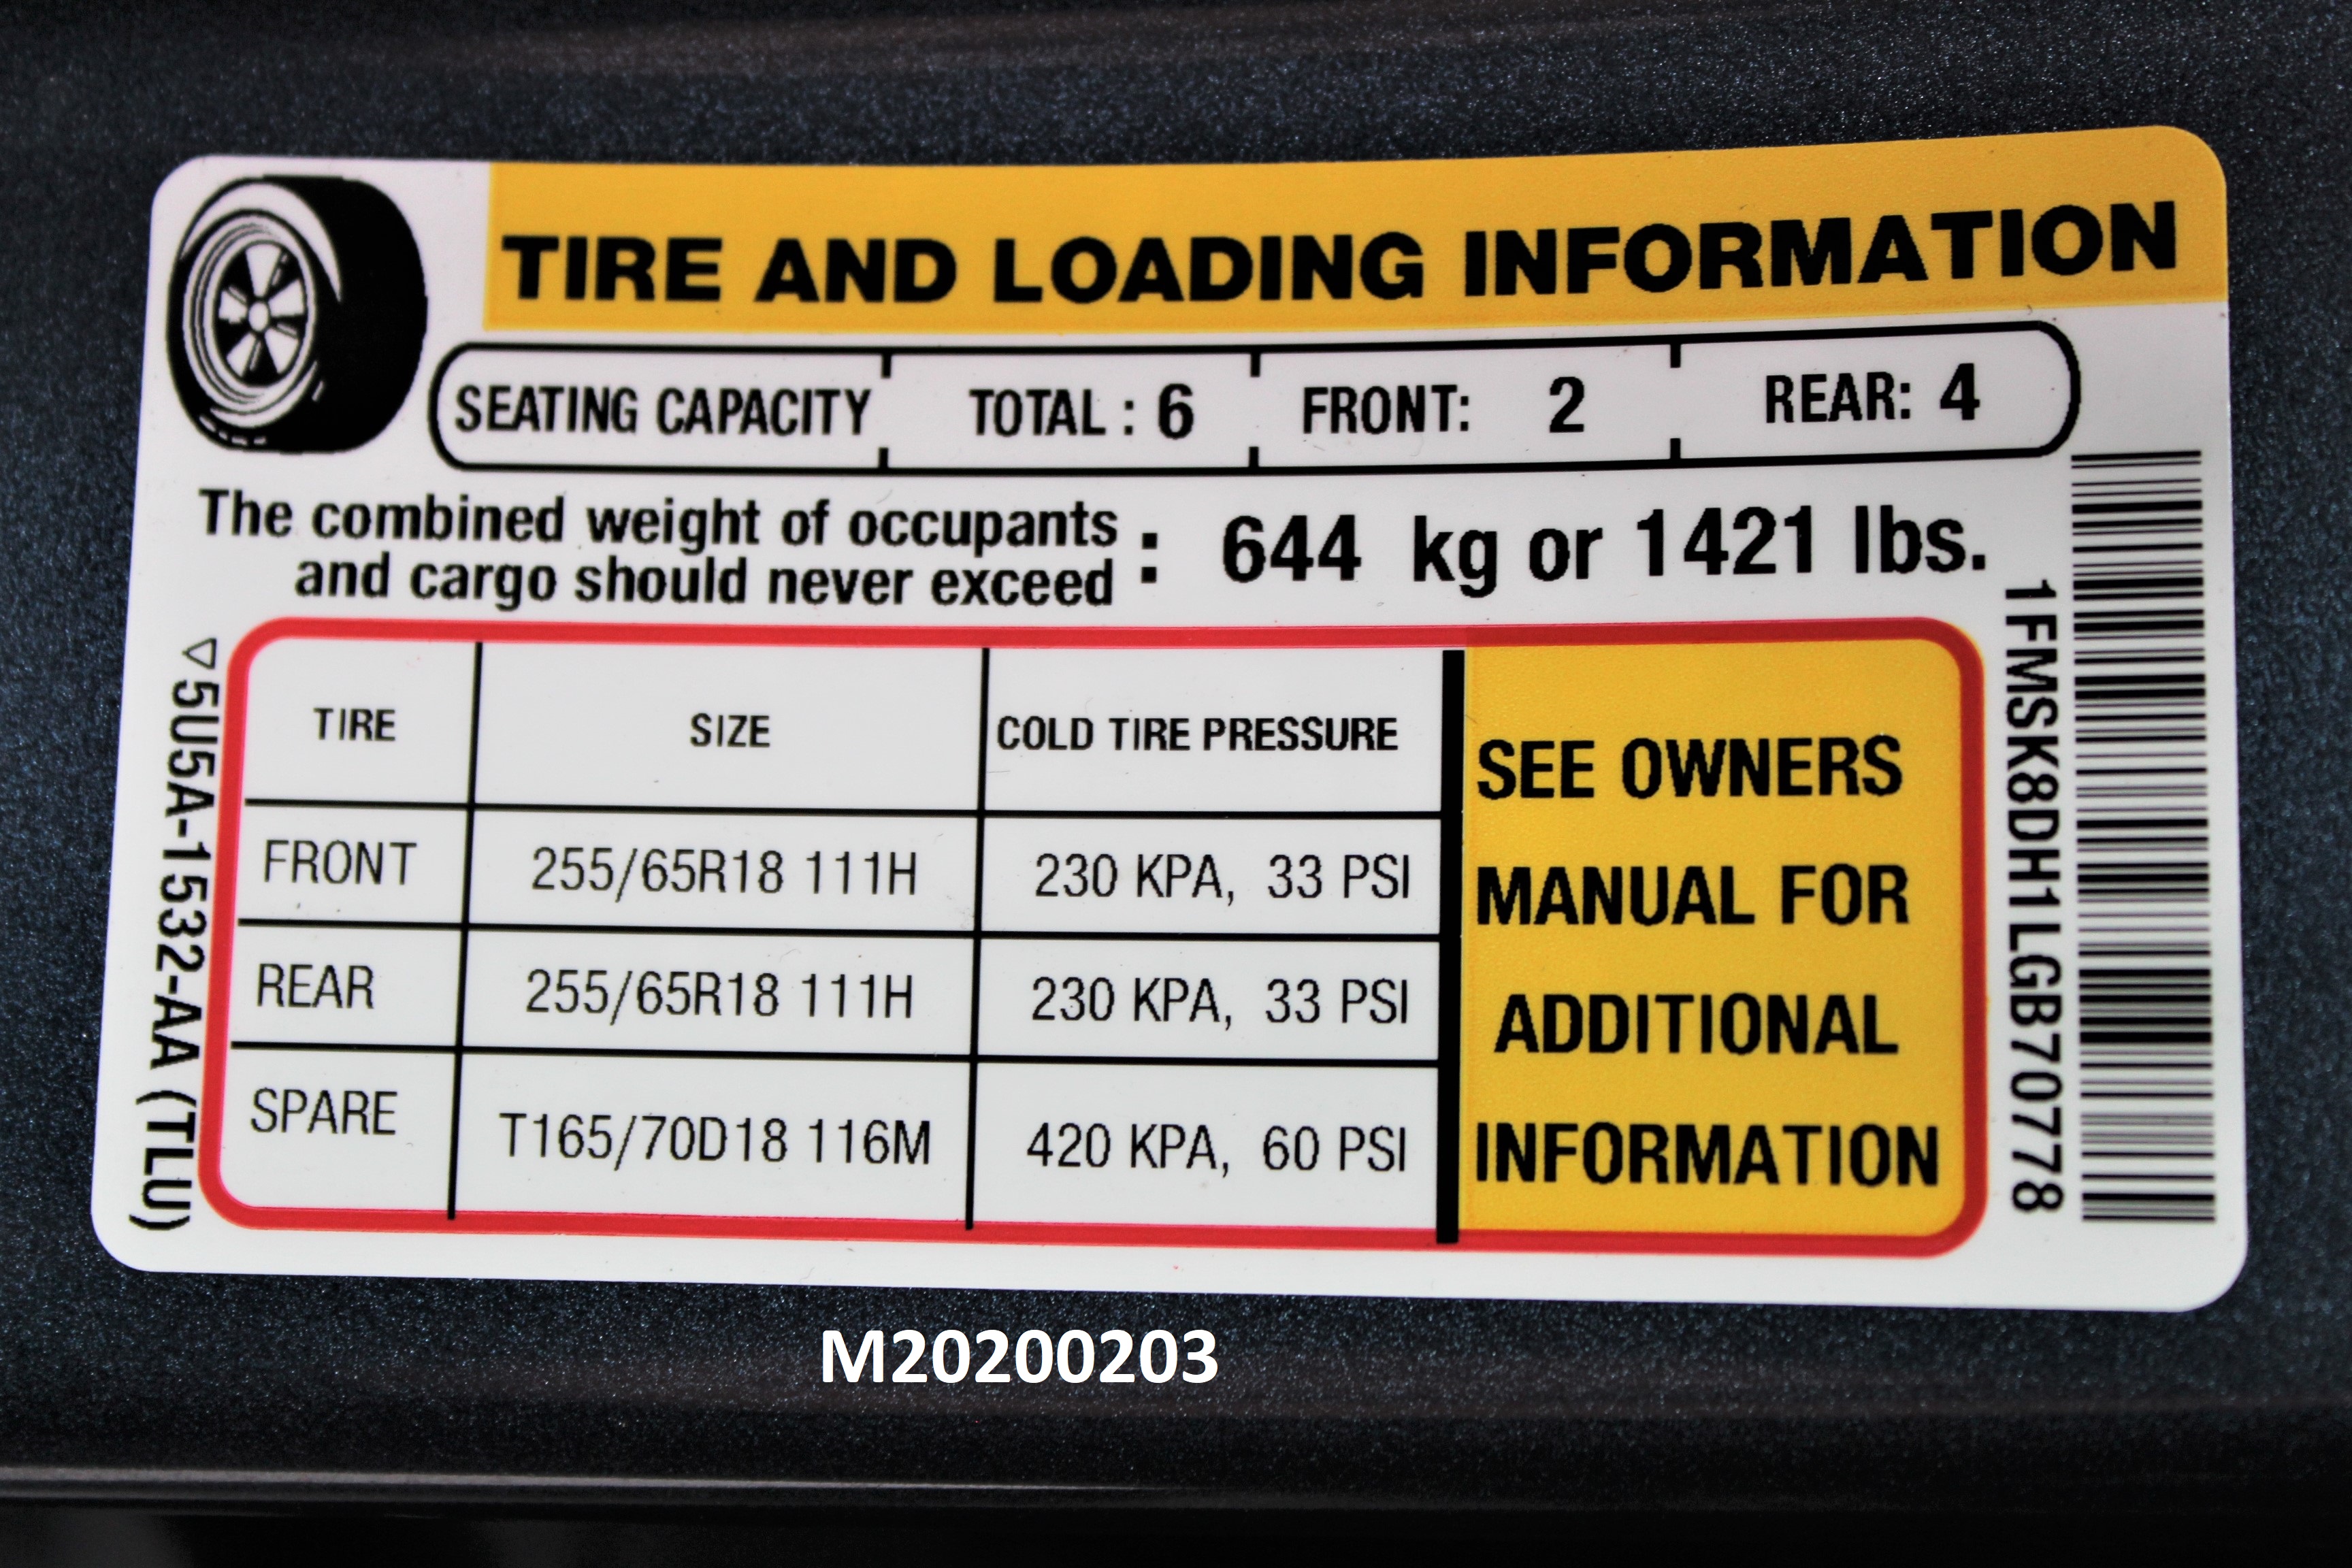 TIRE AND LOADING INFORMATION
SEATING CAPACITY TOTAL : 6 FRONT: 2 REAR: 4
The combined weight of occupants
and cargo should never exceed : 644 kg or 1421 lbs.
TIRE SIZE COLD TIRE PRESSURE
FRONT 255/65R18 111H 230 KPA, 33 PSI
REAR 255/65R18 111H 230 KPA, 33 PSI
SPARE T165/70D18 116M 420 KPA, 60 PSI
SEE OWNERS
MANUAL FOR
ADDITIONAL
INFORMATION
5U5A-1532-AA (TLU)
1FMSK8DH1LGB70778
M20200203